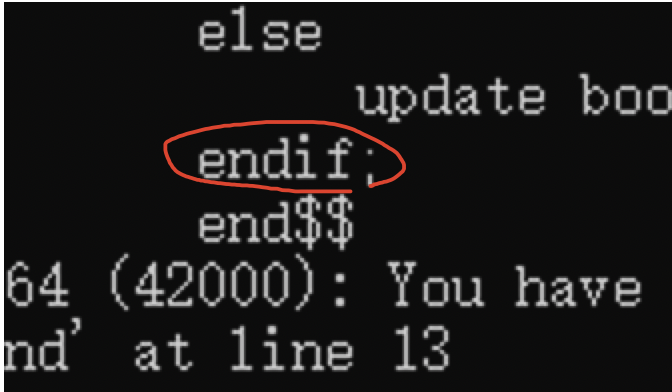 else
update boo
endif;
end$$
64 (42000): You have
nd' at line 13